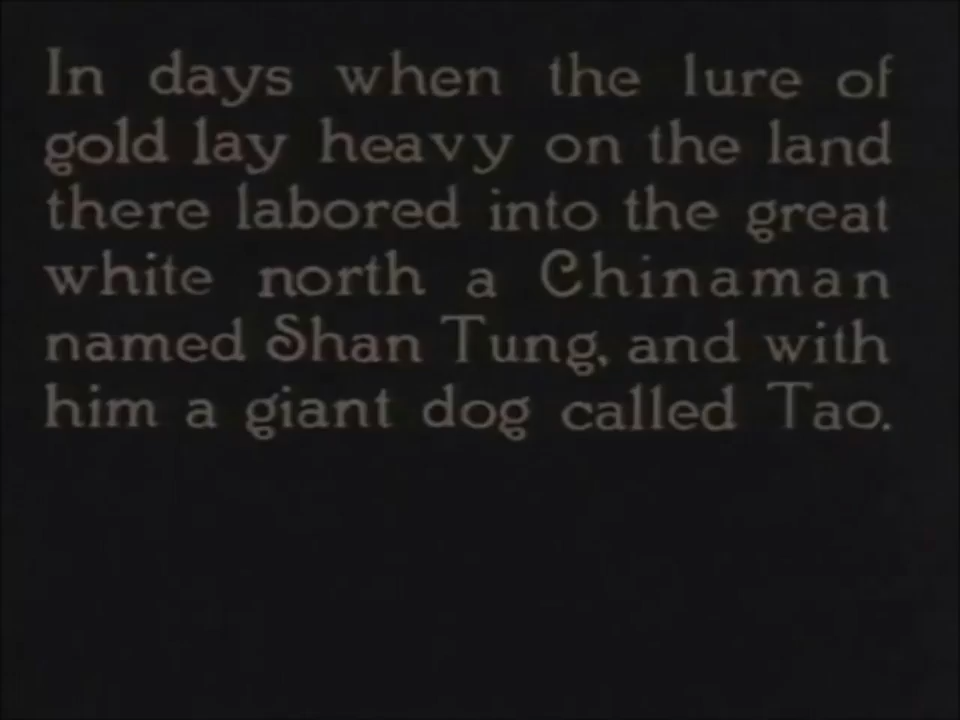 In days when the lure of
gold lay heavy on the land
there labored into the great
white north a Chinaman
named Shan Tung, and with
him a giant dog called Tao.